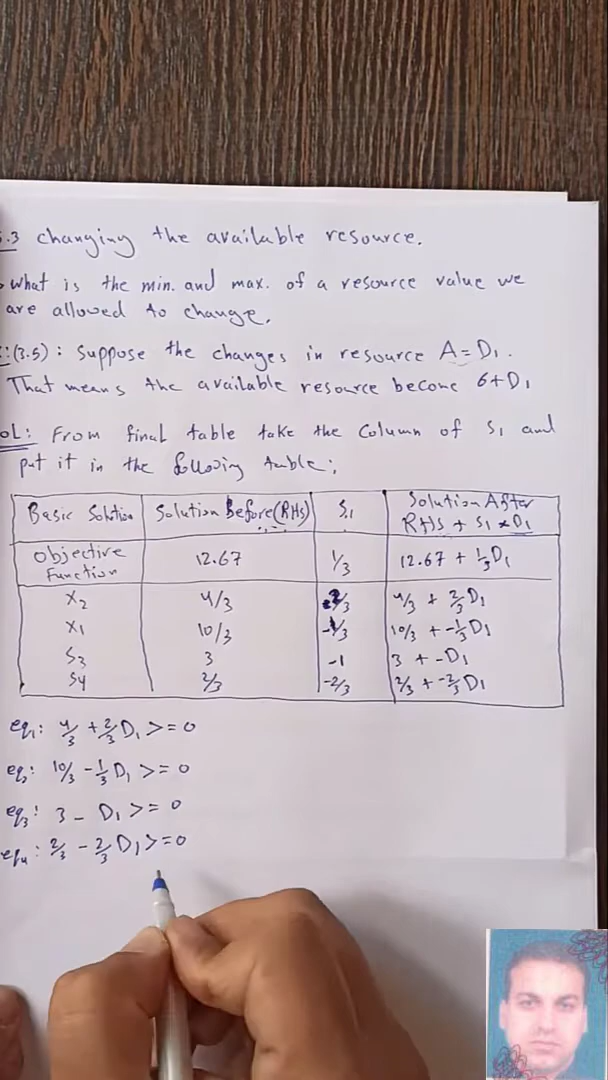 5.3 changing the available resource.
what is the min. and max. of a resource value we
are allowed to change.
:(3.5): Suppose the changes in resource A=D₁.
That means the available resource become 6+D₁
OL: From final table take the Column of S₁ and
put it in the following table:
Basic Solution Solution Before(RHS) S₁ Solution After RHS + S₁ * D₁
Objective Function 12.67 1/3 12.67 + 1/3 D₁
X₂ 4/3 2/3 4/3 + 2/3 D₁
X₁ 10/3 -1/3 10/3 + -1/3 D₁
S₃ 3 -1 3 + -D₁
S₄ 2/3 -2/3 2/3 + -2/3 D₁
eq₁: 4/3 + 2/3 D₁ >= 0
eq₂: 10/3 - 1/3 D₁ >= 0
eq₃: 3 - D₁ >= 0
eq₄: 2/3 - 2/3 D₁ >= 0